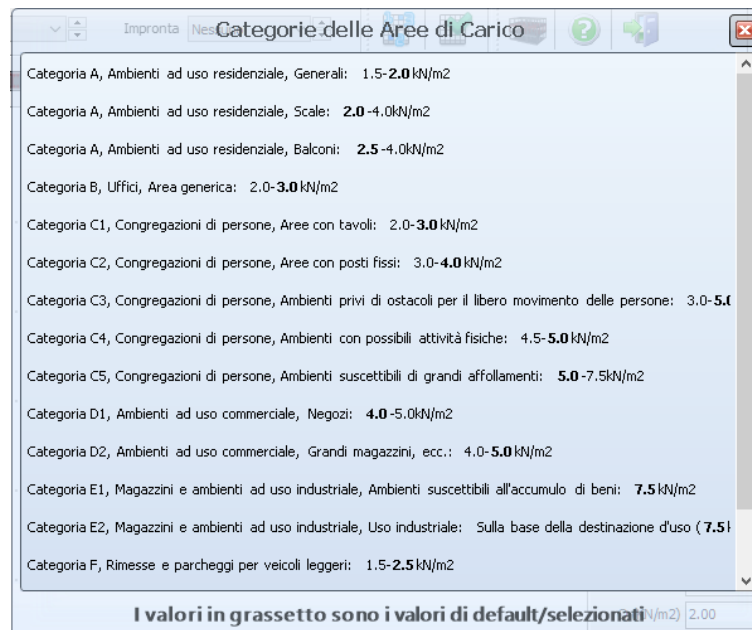 Impronta Nes
Categorie delle Aree di Carico
Categoria A, Ambienti ad uso residenziale, Generali: 1.5-2.0 kN/m2
Categoria A, Ambienti ad uso residenziale, Scale: 2.0 -4.0kN/m2
Categoria A, Ambienti ad uso residenziale, Balconi: 2.5 -4.0kN/m2
Categoria B, Uffici, Area generica: 2.0-3.0 kN/m2
Categoria C1, Congregazioni di persone, Aree con tavoli: 2.0-3.0 kN/m2
Categoria C2, Congregazioni di persone, Aree con posti fissi: 3.0-4.0 kN/m2
Categoria C3, Congregazioni di persone, Ambienti privi di ostacoli per il libero movimento delle persone: 3.0-5.0
Categoria C4, Congregazioni di persone, Ambienti con possibili attività fisiche: 4.5-5.0 kN/m2
Categoria C5, Congregazioni di persone, Ambienti suscettibili di grandi affollamenti: 5.0 -7.5kN/m2
Categoria D1, Ambienti ad uso commerciale, Negozi: 4.0 -5.0kN/m2
Categoria D2, Ambienti ad uso commerciale, Grandi magazzini, ecc.: 4.0-5.0 kN/m2
Categoria E1, Magazzini e ambienti ad uso industriale, Ambienti suscettibili all'accumulo di beni: 7.5 kN/m2
Categoria E2, Magazzini e ambienti ad uso industriale, Uso industriale: Sulla base della destinazione d'uso ( 7.5
Categoria F, Rimesse e parcheggi per veicoli leggeri: 1.5-2.5 kN/m2
I valori in grassetto sono i valori di default/selezionati
N/m2) 2.00